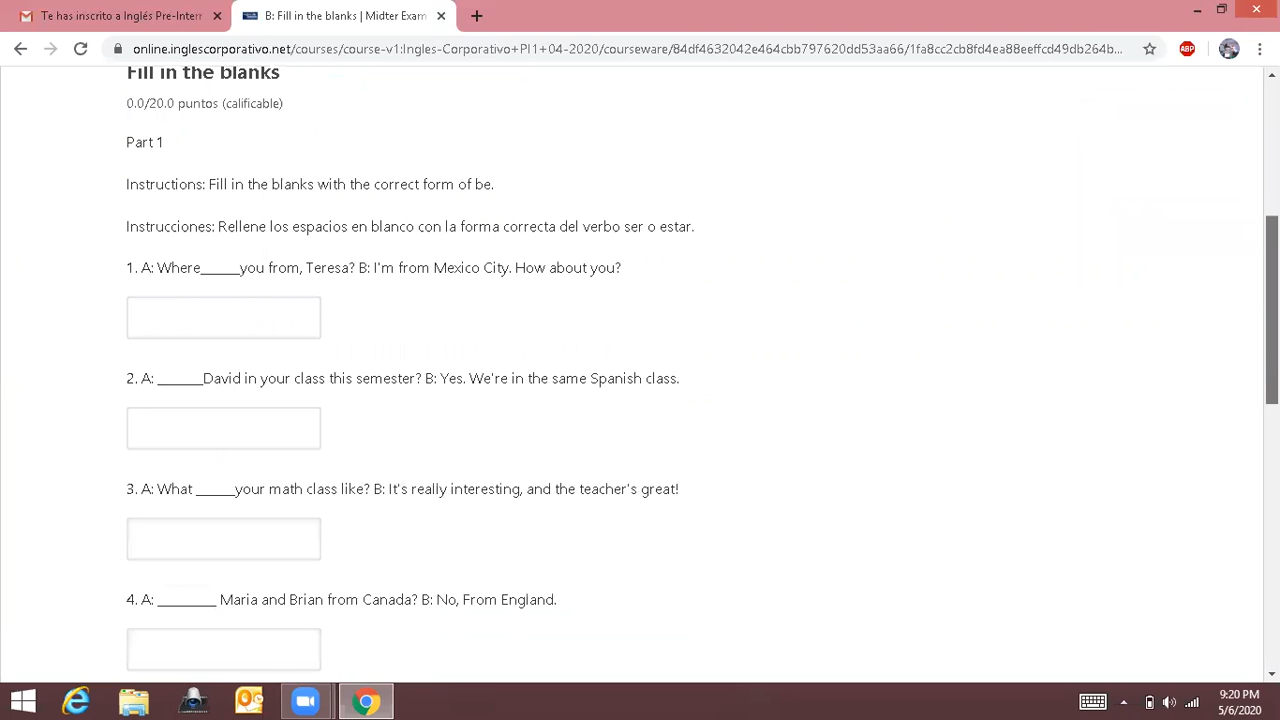 Te has inscrito a Inglés Pre-Interr
B: Fill in the blanks | Midter Exam
online.inglescorporativo.net/courses/course-v1:Ingles-Corporativo+PI1+04-2020/courseware/84df4632042e464cbb797620dd53aa66/1fa8cc2cb8fd4ea88eeffcd49db264b...
ABP
Fill in the blanks
0.0/20.0 puntos (calificable)
Part 1
Instructions: Fill in the blanks with the correct form of be.
Instrucciones: Rellene los espacios en blanco con la forma correcta del verbo ser o estar.
1. A: Where_____you from, Teresa? B: I'm from Mexico City. How about you?
2. A: ______David in your class this semester? B: Yes. We're in the same Spanish class.
3. A: What _____your math class like? B: It's really interesting, and the teacher's great!
4. A: ________ Maria and Brian from Canada? B: No, From England.
9:20 PM
5/6/2020